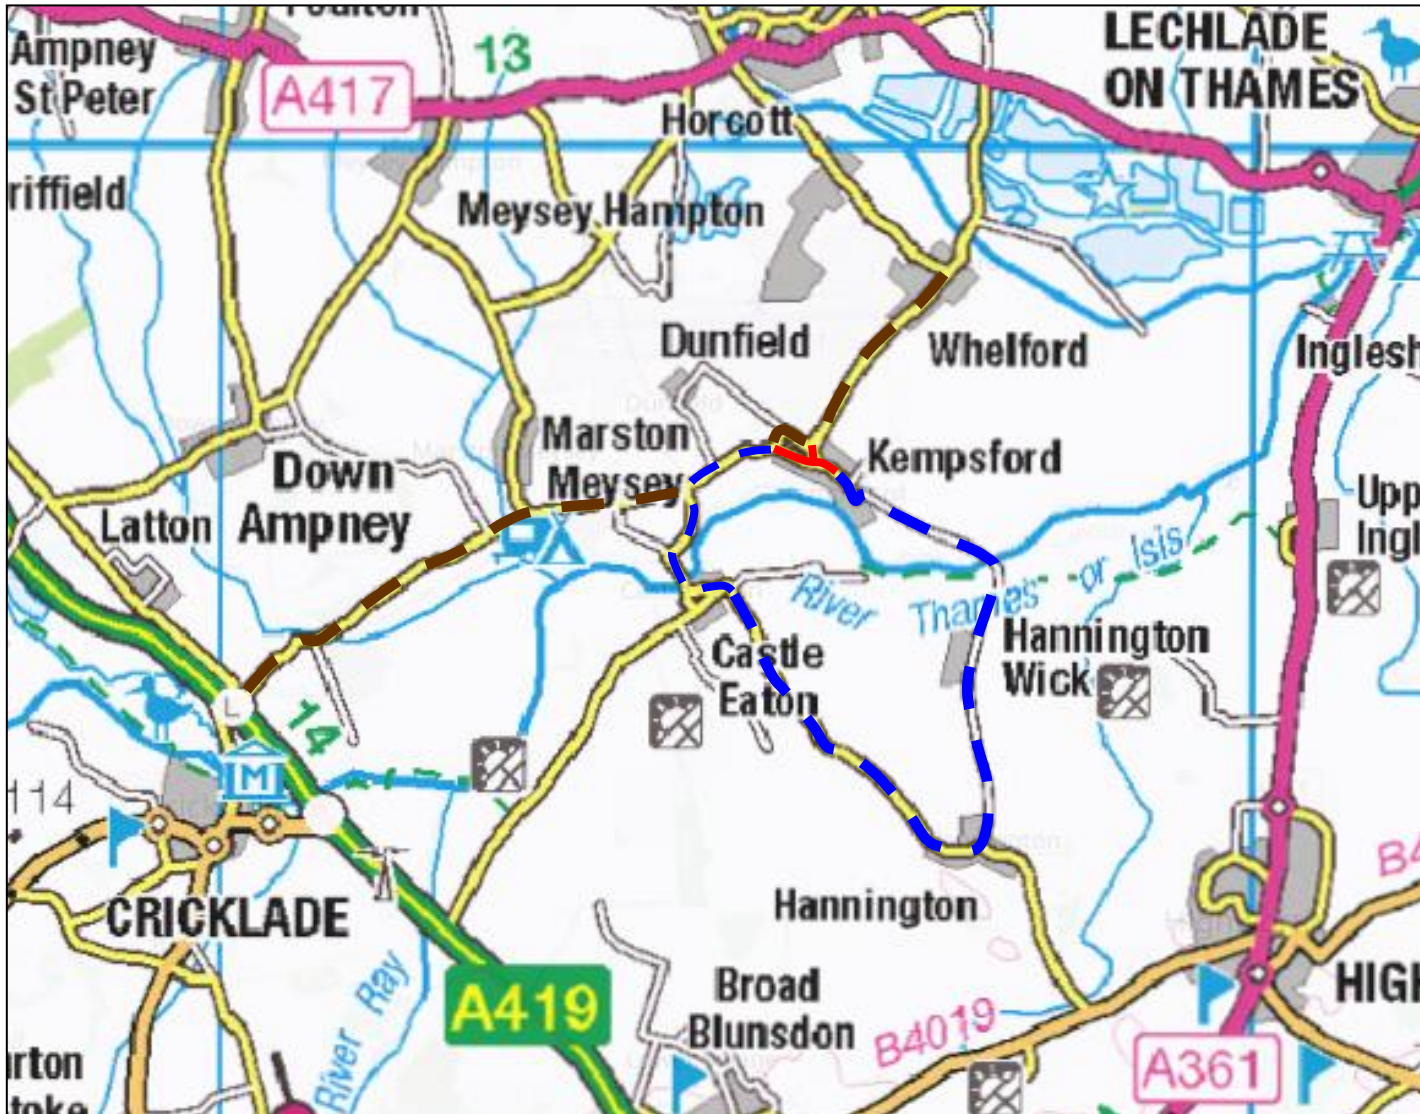 Poulton
Ampney
St Peter
A417
13
Horcott
LECHLADE
ON THAMES
riffield
Meysey Hampton
Dunfield
Whelford
Inglesh
Marston
Meysey
Kempsford
Down
Ampney
Latton
Upp
Ingl
River Thames or Isis
Hannington
Wick
Castle
Eaton
14
L
M
114
CRICKLADE
Hannington
River Ray
A419
Broad
Blunsdon
B4019
B4
HIGH
A361
rton
toke